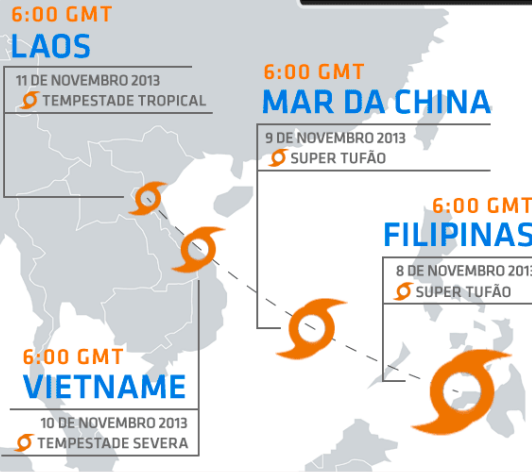 6:00 GMT
LAOS
11 DE NOVEMBRO 2013
TEMPESTADE TROPICAL
6:00 GMT
MAR DA CHINA
9 DE NOVEMBRO 2013
SUPER TUFÃO
6:00 GMT
FILIPINAS
8 DE NOVEMBRO 2013
SUPER TUFÃO
6:00 GMT
VIETNAME
10 DE NOVEMBRO 2013
TEMPESTADE SEVERA